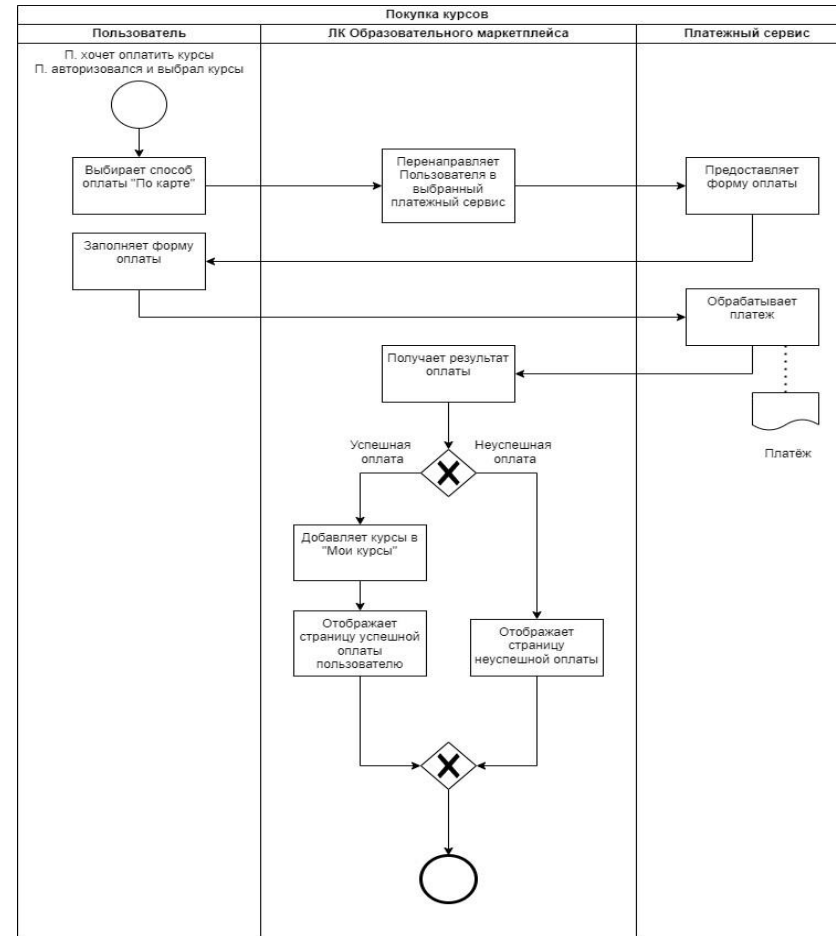 Покупка курсов
Пользователь
ЛК Образовательного маркетплейса
Платежный сервис
П. хочет оплатить курсы
П. авторизовался и выбрал курсы
Выбирает способ
оплаты "По карте"
Перенаправляет
Пользователя в
выбранный
платежный сервис
Предоставляет
форму оплаты
Заполняет форму
оплаты
Обрабатывает
платеж
Получает результат
оплаты
Платёж
Успешная
оплата
Неуспешная
оплата
Добавляет курсы в
"Мои курсы"
Отображает
страницу успешной
оплаты
пользователю
Отображает
страницу
неуспешной оплаты